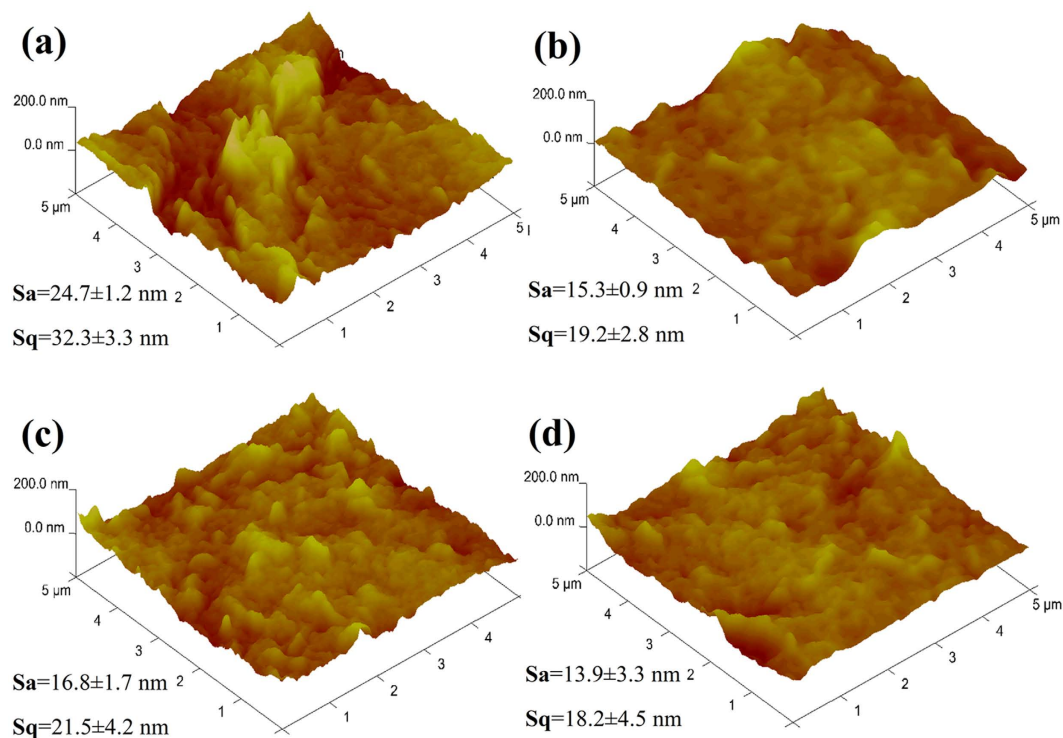 (a)
200.0 nm
0.0 nm
5 µm
4
3
2
1
1
2
3
4
5
Sa=24.7±1.2 nm
Sq=32.3±3.3 nm
(b)
200.0 nm
0.0 nm
5 µm
4
3
2
1
1
2
3
4
5 µm
Sa=15.3±0.9 nm
Sq=19.2±2.8 nm
(c)
200.0 nm
0.0 nm
5 µm
4
3
2
1
1
2
3
4
Sa=16.8±1.7 nm
Sq=21.5±4.2 nm
(d)
200.0 nm
0.0 nm
5 µm
4
3
2
1
1
2
3
4
5 µm
Sa=13.9±3.3 nm
Sq=18.2±4.5 nm